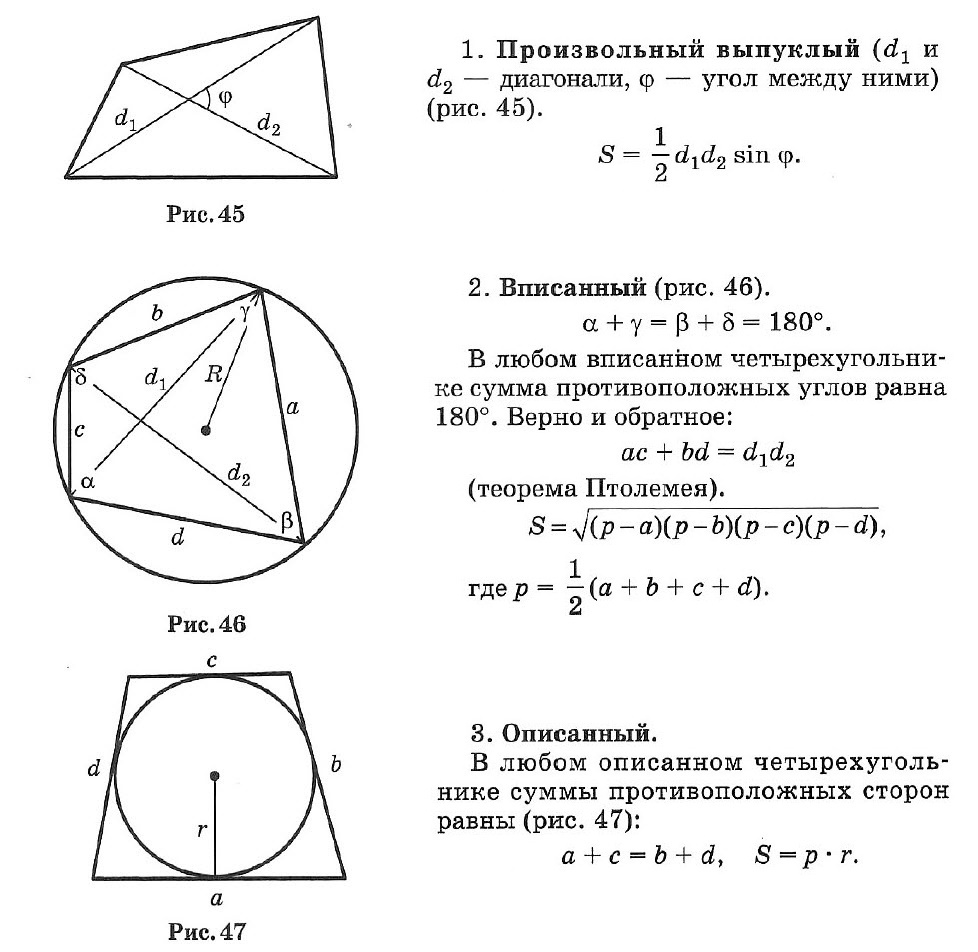 φ
d₁
d₂
Рис. 45
1. Произвольный выпуклый (d₁ и
d₂ — диагонали, φ — угол между ними)
(рис. 45).
S = 1/2 d₁d₂ sin φ.
b
γ
δ
d₁
R
a
c
α
d₂
β
d
Рис. 46
2. Вписанный (рис. 46).
α + γ = β + δ = 180°.
В любом вписанном четырехугольни-
ке сумма противоположных углов равна
180°. Верно и обратное:
ac + bd = d₁d₂
(теорема Птолемея).
S = √(p – a)(p – b)(p – c)(p – d),
где p = 1/2 (a + b + c + d).
c
d
b
r
a
Рис. 47
3. Описанный.
В любом описанном четырехуголь-
нике суммы противоположных сторон
равны (рис. 47):
a + c = b + d, S = p · r.